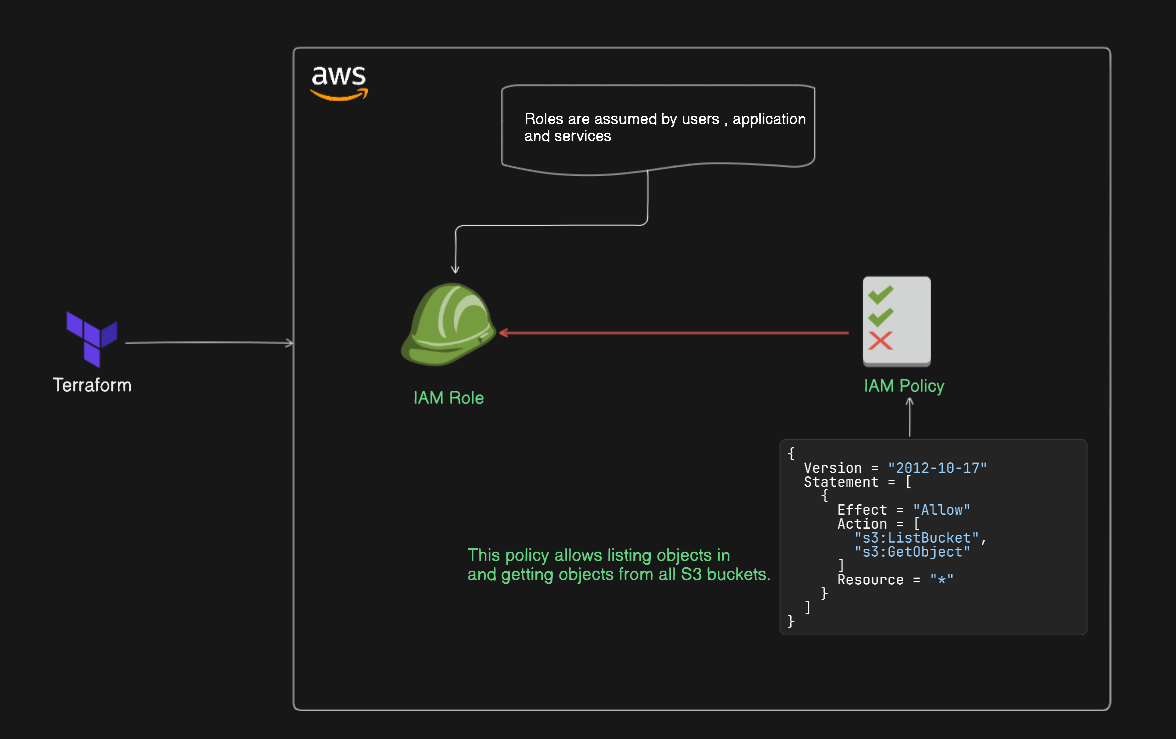 aws
Roles are assumed by users , application
and services
Terraform
IAM Role
IAM Policy
{
  Version = "2012-10-17"
  Statement = [
    {
      Effect = "Allow"
      Action = [
        "s3:ListBucket",
        "s3:GetObject"
      ]
      Resource = "*"
    }
  ]
}
This policy allows listing objects in
and getting objects from all S3 buckets.